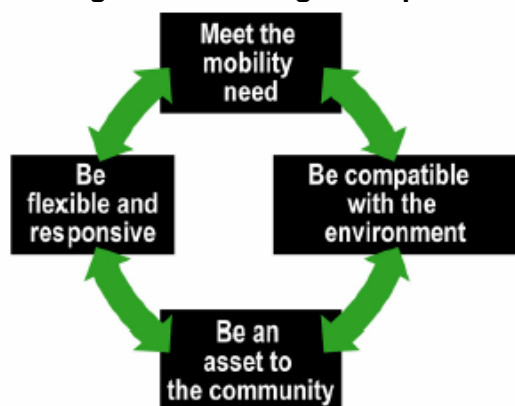 Meet the
mobility
need
Be
flexible and
responsive
Be compatible
with the
environment
Be an
asset to
the community